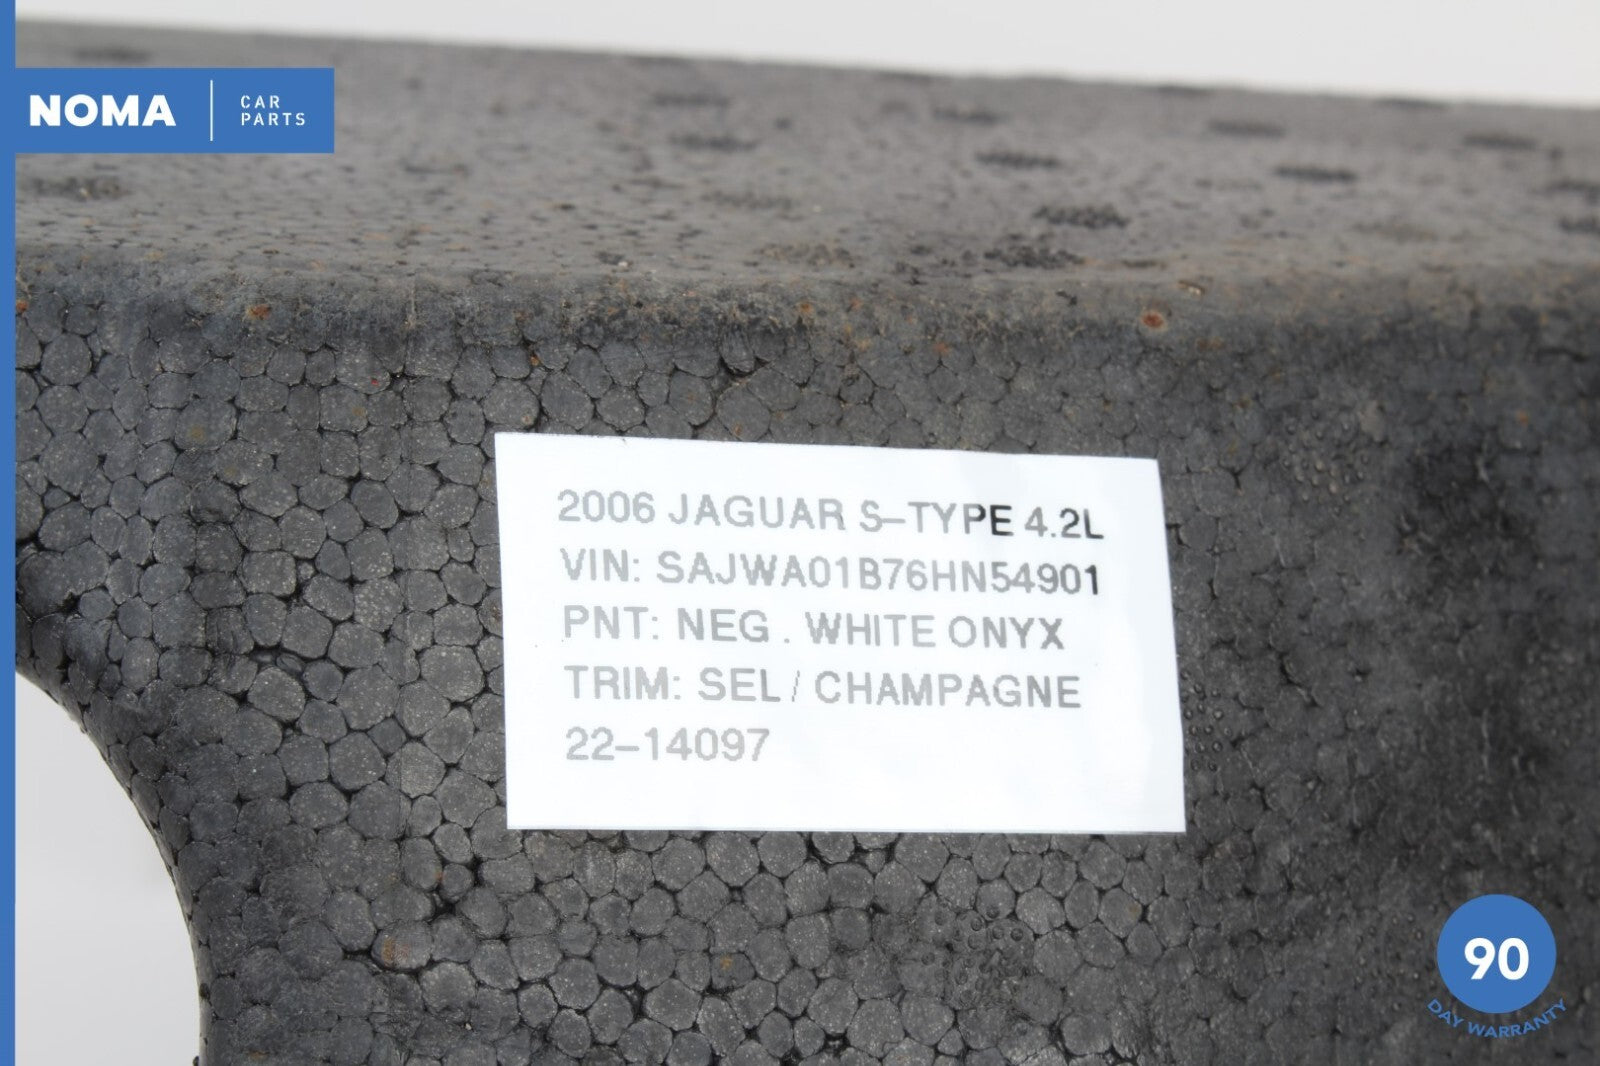 NOMA
CAR
PARTS
2006 JAGUAR S-TYPE 4.2L
VIN: SAJWA01B76HN54901
PNT: NEG . WHITE ONYX
TRIM: SEL / CHAMPAGNE
22-14097
90
DAY WARRANTY